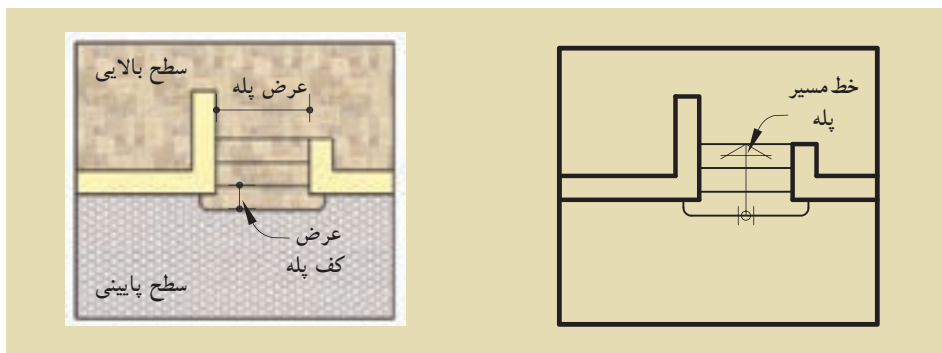 خط مسیر
پله
سطح بالایی
عرض پله
عرض
کف پله
سطح پایینی